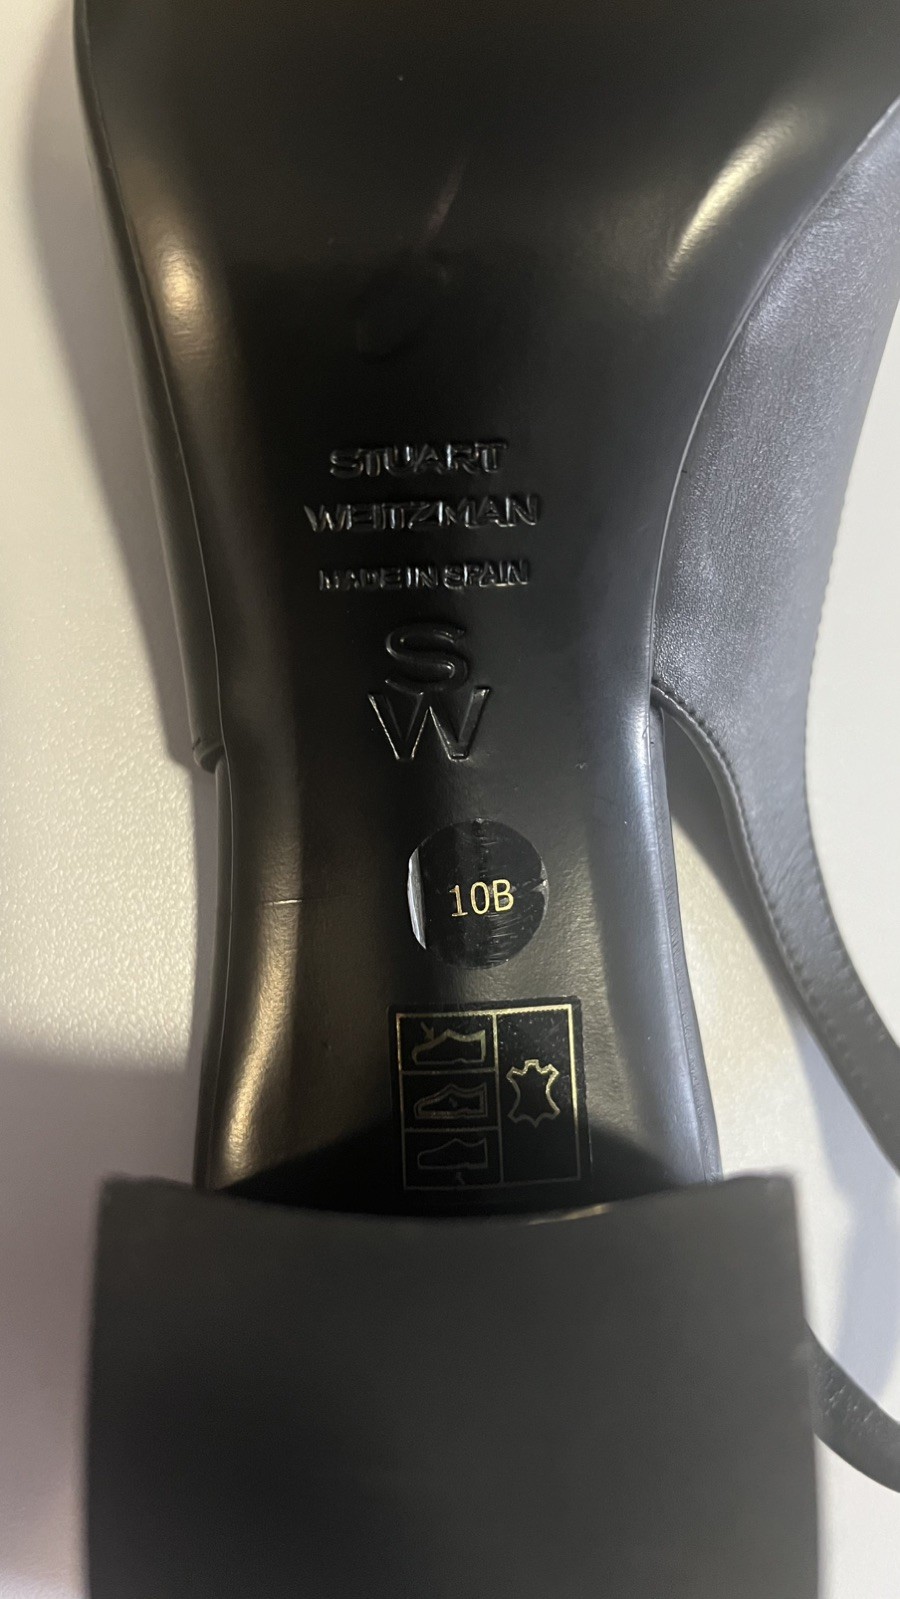 STUART
WEITZMAN
MADE IN SPAIN
S
W
10B